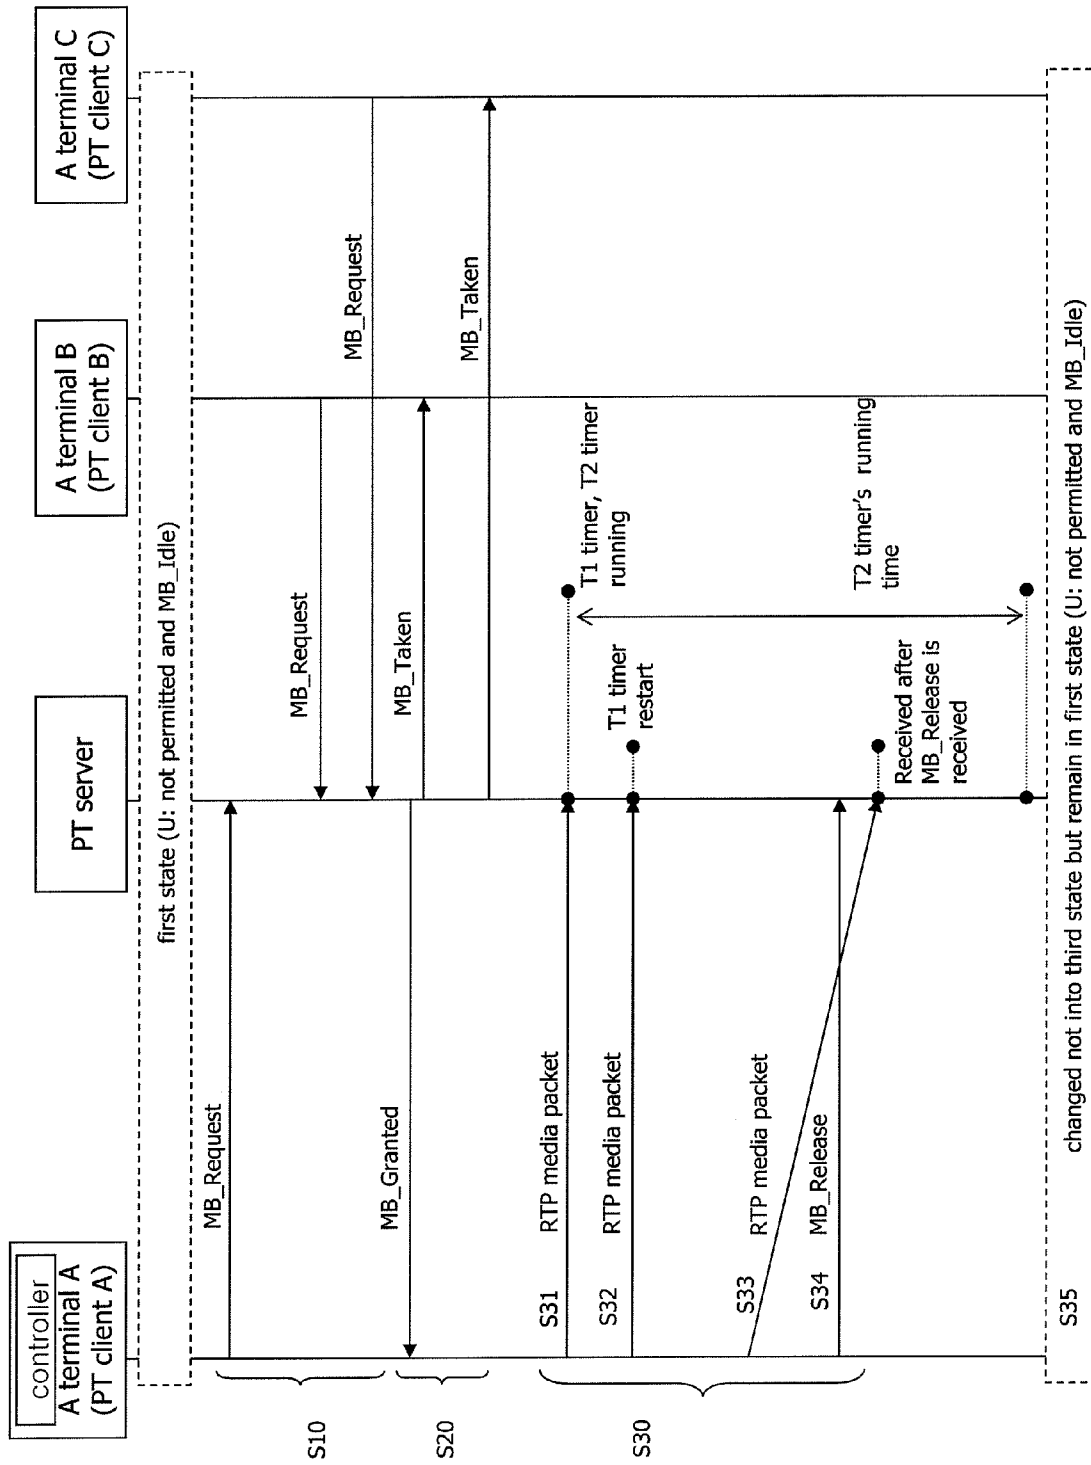 controller
A terminal A
(PT client A)
PT server
A terminal B
(PT client B)
A terminal C
(PT client C)
first state (U: not permitted and MB_Idle)
S10
MB_Request
MB_Request
MB_Request
S20
MB_Granted
MB_Taken
MB_Taken
S30
S31
RTP media packet
T1 timer, T2 timer
running
S32
RTP media packet
T1 timer
restart
S33
RTP media packet
S34
MB_Release
Received after
MB_Release is
received
T2 timer's running
time
S35
changed not into third state but remain in first state (U: not permitted and MB_Idle)